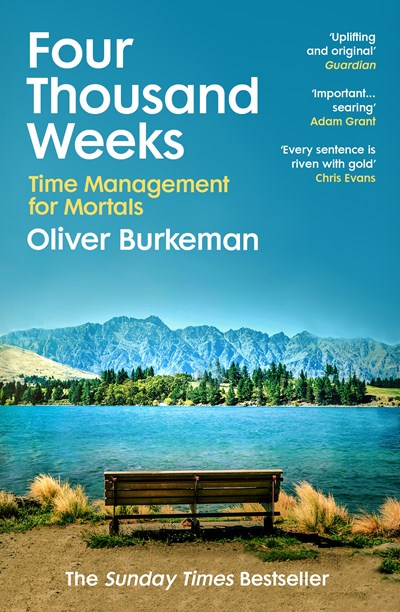 Four
Thousand
Weeks
Time Management
for Mortals
Oliver Burkeman
‘Uplifting
and original’
Guardian
‘Important...
searing’
Adam Grant
‘Every sentence is
riven with gold’
Chris Evans
The Sunday Times Bestseller